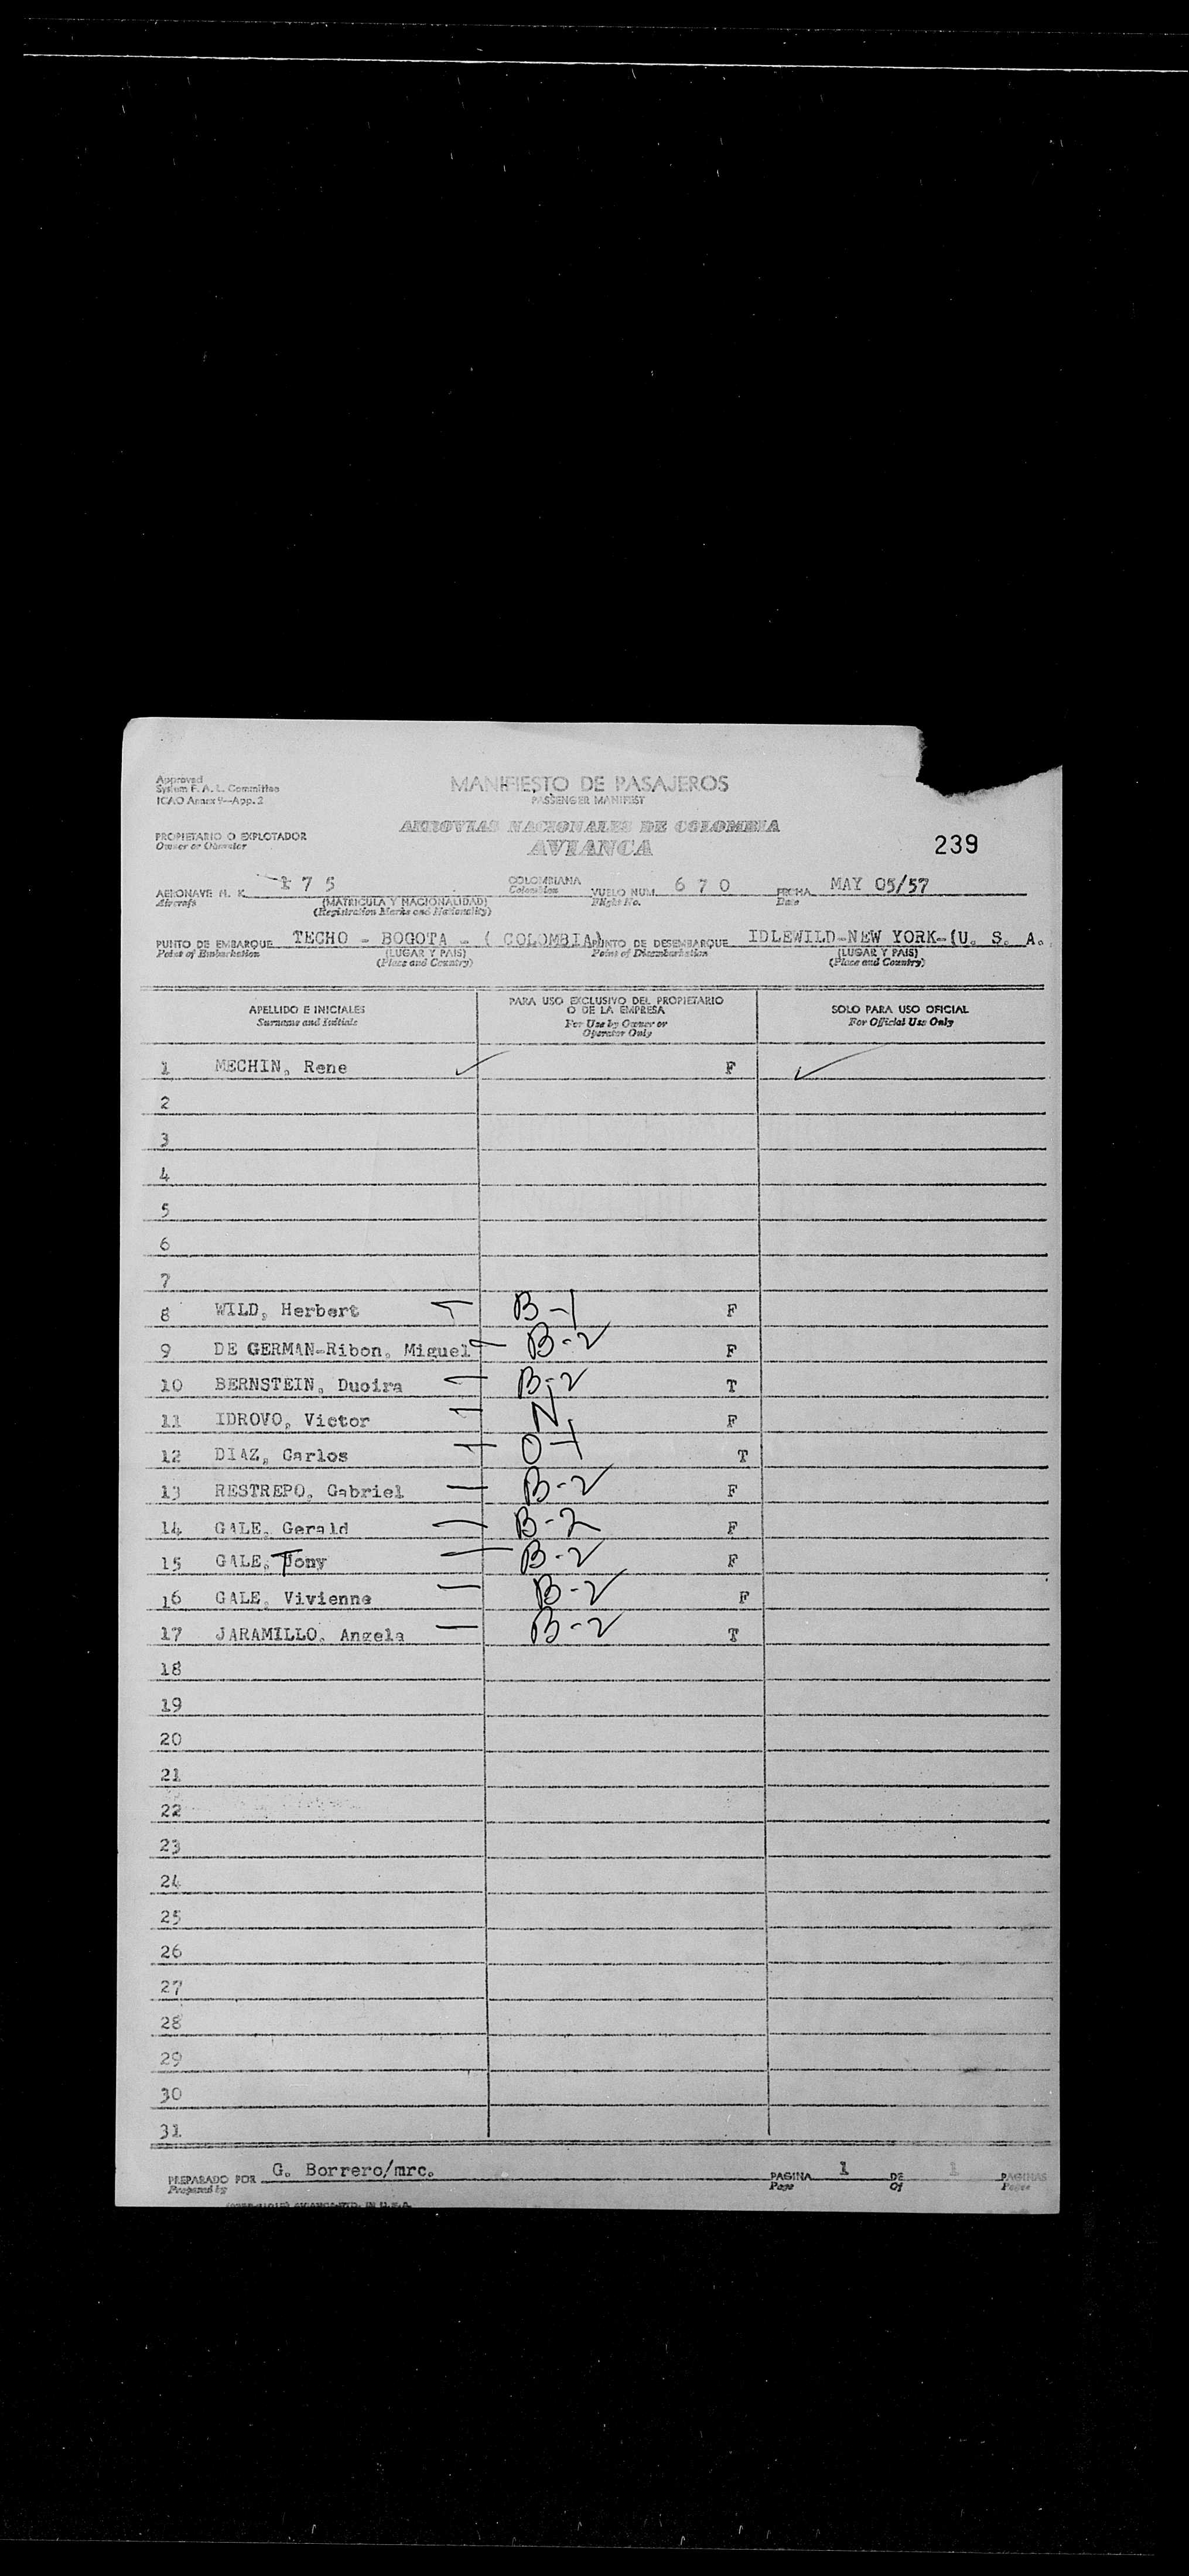 Approved
System F. A. L. Committee
ICAO Annex 9—App. 2
MANIFIESTO DE PASAJEROS
PASSENGER MANIFEST
PROPIETARIO O EXPLOTADOR
Owner or Operator
AEROVIAS NACIONALES DE COLOMBIA
AVIANCA
239
AERONAVE H. K. 175 COLOMBIANA VUELO NUM. 6 7 0 FECHA MAY 05/57
Aircraft (MATRICULA Y NACIONALIDAD) Colombian Flight No. Date
(Registration Marks and Nationality)
PUNTO DE EMBARQUE TECHO - BOGOTA - ( COLOMBIA) PUNTO DE DESEMBARQUE IDLEWILD-NEW YORK-(U. S. A.
Point of Embarkation (LUGAR Y PAIS) Point of Disembarkation (LUGAR Y PAIS)
(Place and Country) (Place and Country)
APELLIDO E INICIALES PARA USO EXCLUSIVO DEL PROPIETARIO O DE LA EMPRESA SOLO PARA USO OFICIAL
Surname and Initials For Use by Owner or Operator Only For Official Use Only
1 MECHIN, Rene F
2
3
4
5
6
7
8 WILD, Herbert B-1 F
9 DE GERMAN-Ribon, Miguel B-2 F
10 BERNSTEIN, Duoira B-2 T
11 IDROVO, Victor N F
12 DIAZ, Carlos O-1 T
13 RESTREPO, Gabriel B-2 F
14 GALE, Gerald B-2 F
15 GALE, Tony B-2 F
16 GALE, Vivienne B-2 F
17 JARAMILLO, Angela B-2 T
18
19
20
21
22
23
24
25
26
27
28
29
30
31
PREPARADO POR G. Borrero/mrc. PAGINA 1 DE 1 PAGINAS
Prepared by Page Of Pages